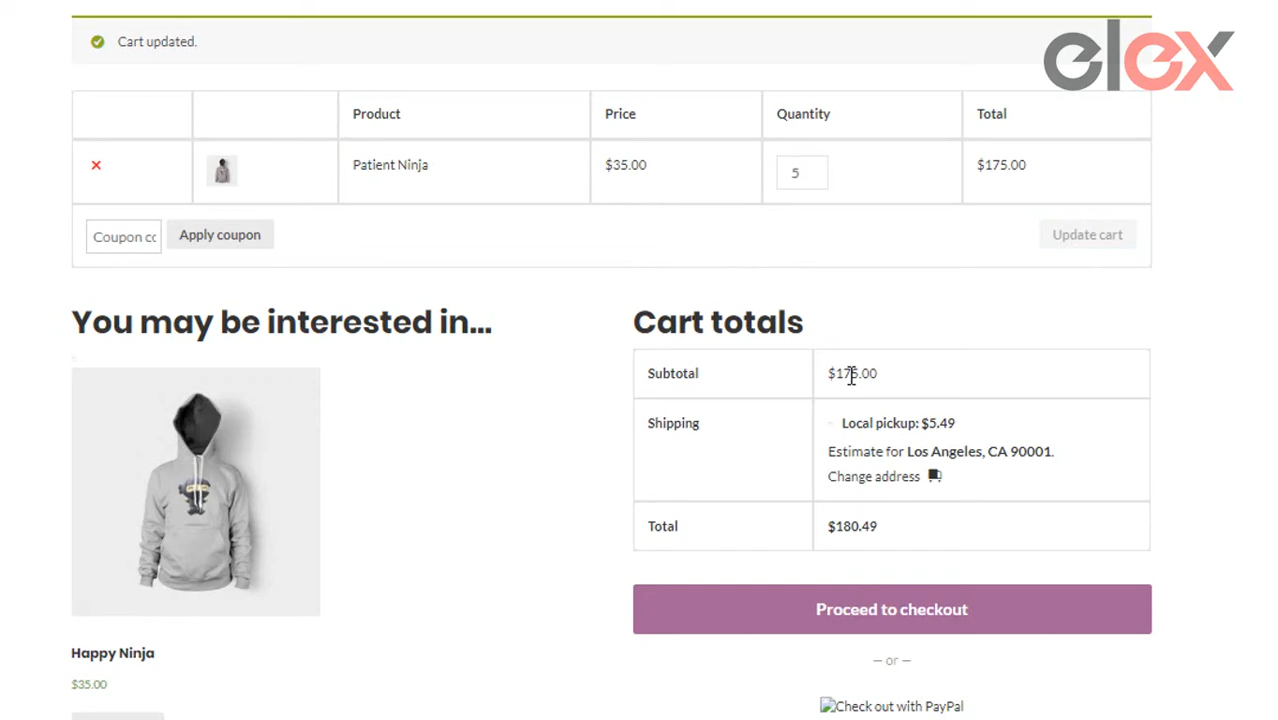 Cart updated.
elex
Product Price Quantity Total
× Patient Ninja $35.00 5 $175.00
Coupon cc Apply coupon Update cart
You may be interested in...
Cart totals
Subtotal $175.00
Shipping Local pickup: $5.49
Estimate for Los Angeles, CA 90001.
Change address
Total $180.49
Proceed to checkout
— or —
Check out with PayPal
Happy Ninja
$35.00